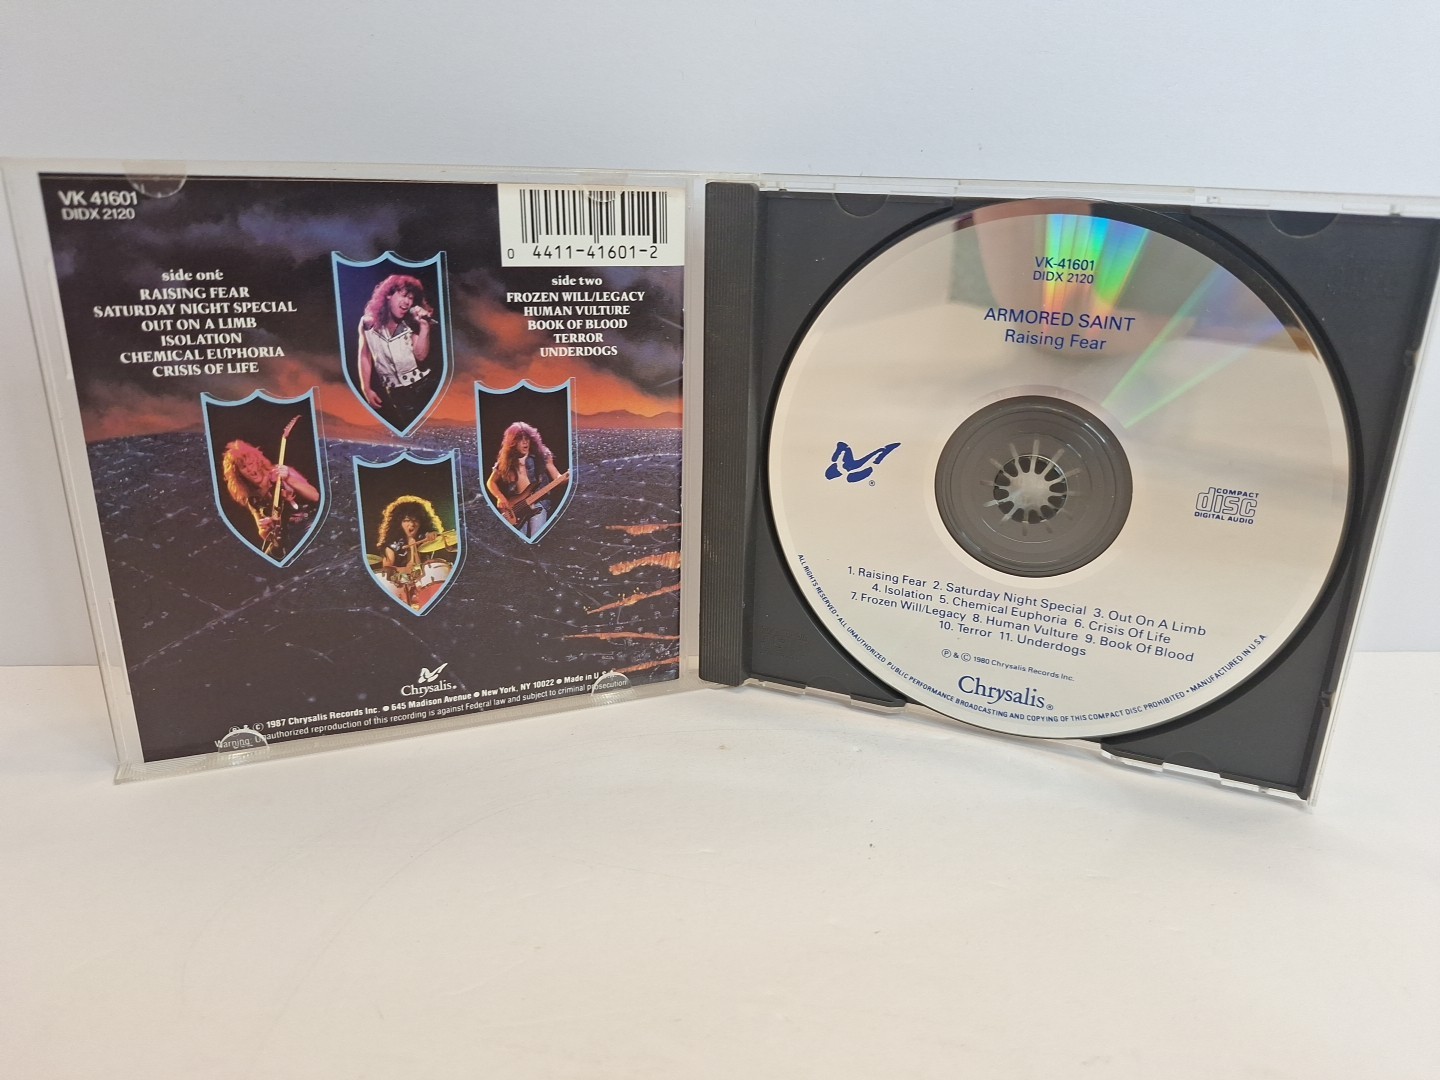 VK 41601
DIDX 2120
0 4411-41601-2
side one
RAISING FEAR
SATURDAY NIGHT SPECIAL
OUT ON A LIMB
ISOLATION
CHEMICAL EUPHORIA
CRISIS OF LIFE
side two
FROZEN WILL/LEGACY
HUMAN VULTURE
BOOK OF BLOOD
TERROR
UNDERDOGS
Chrysalis®
℗ & © 1987 Chrysalis Records Inc. ● 645 Madison Avenue ● New York, NY 10022 ● Made in U.S.A.
Warning: Unauthorized reproduction of this recording is against Federal law and subject to criminal prosecution.
VK-41601
DIDX 2120
ARMORED SAINT
Raising Fear
®
COMPACT
disc
DIGITAL AUDIO
1. Raising Fear 2. Saturday Night Special 3. Out On A Limb
4. Isolation 5. Chemical Euphoria 6. Crisis Of Life
7. Frozen Will/Legacy 8. Human Vulture 9. Book Of Blood
10. Terror 11. Underdogs
℗ & © 1980 Chrysalis Records Inc.
Chrysalis®
ALL RIGHTS RESERVED • ALL UNAUTHORIZED PUBLIC PERFORMANCE BROADCASTING AND COPYING OF THIS COMPACT DISC PROHIBITED • MANUFACTURED IN U.S.A